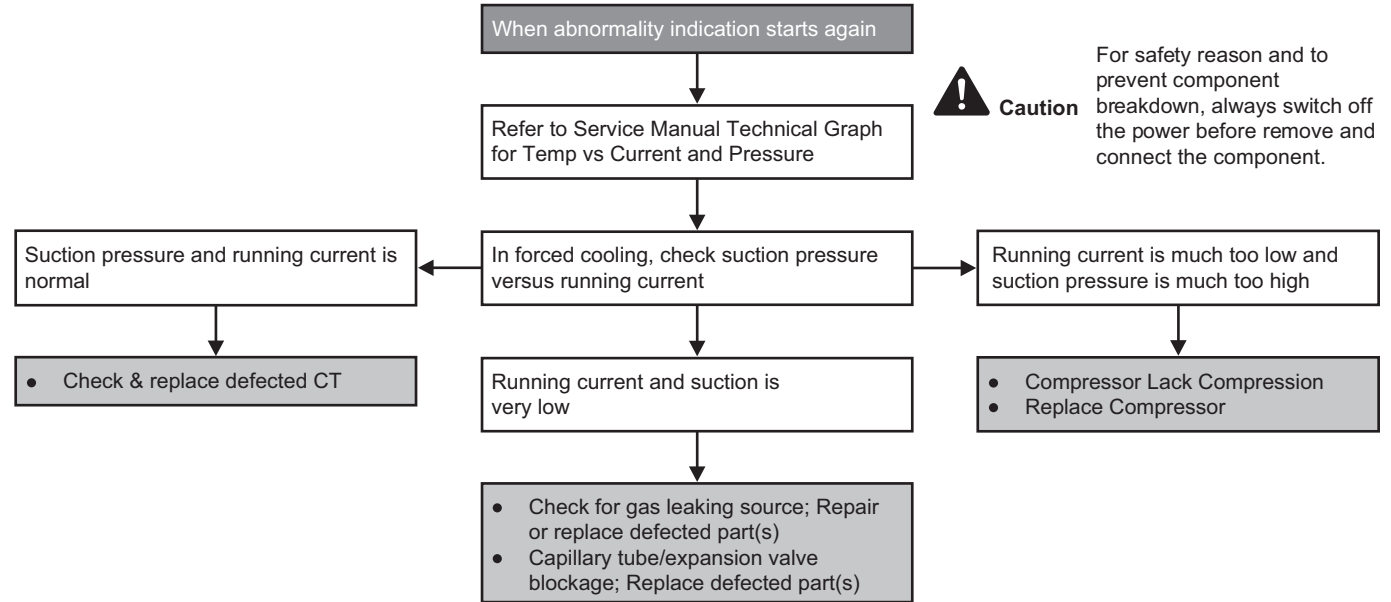 When abnormality indication starts again
Caution
For safety reason and to
prevent component
breakdown, always switch off
the power before remove and
connect the component.
Refer to Service Manual Technical Graph
for Temp vs Current and Pressure
Suction pressure and running current is
normal
In forced cooling, check suction pressure
versus running current
Running current is much too low and
suction pressure is much too high
● Check & replace defected CT
Running current and suction is
very low
● Compressor Lack Compression
● Replace Compressor
● Check for gas leaking source; Repair
or replace defected part(s)
● Capillary tube/expansion valve
blockage; Replace defected part(s)